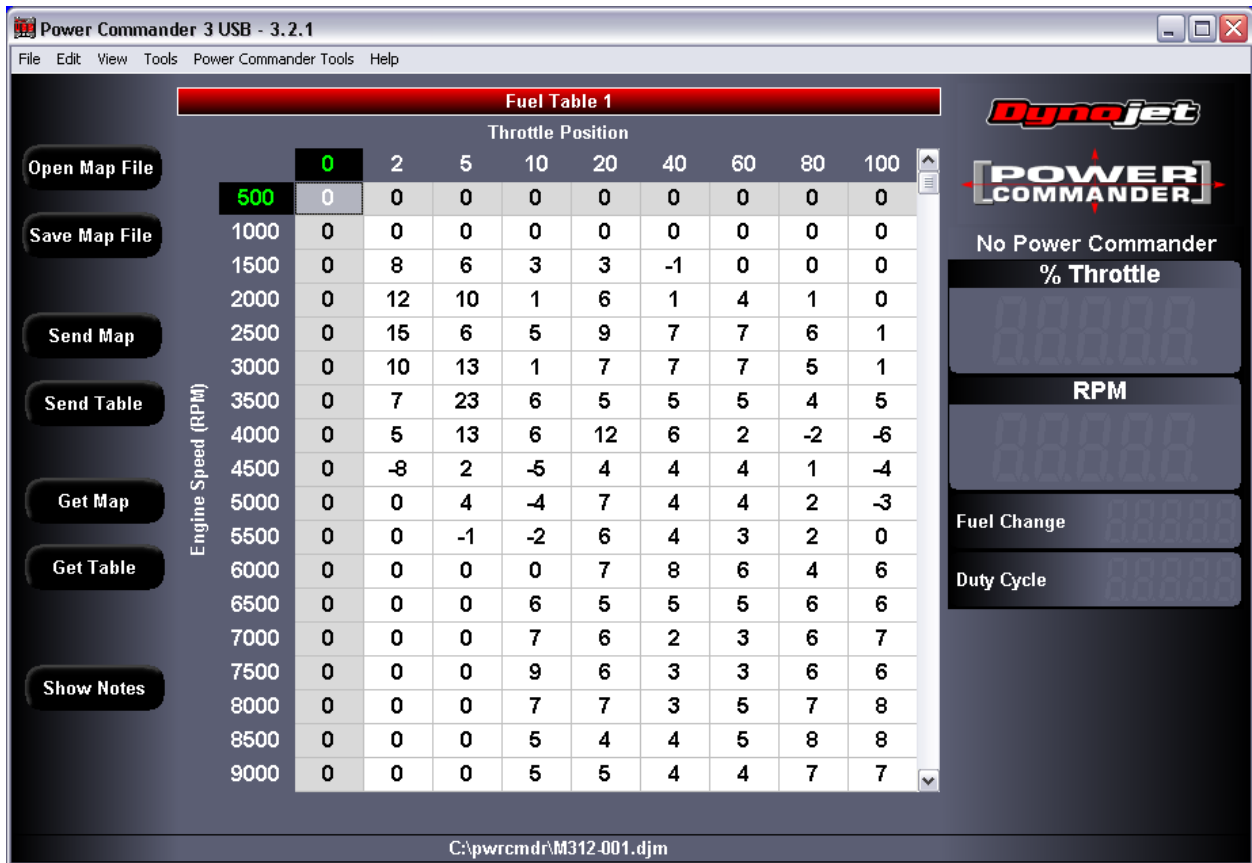 Power Commander 3 USB - 3.2.1
File Edit View Tools Power Commander Tools Help
Open Map File
Save Map File
Send Map
Send Table
Get Map
Get Table
Show Notes
Fuel Table 1
Throttle Position
Engine Speed (RPM)
0 2 5 10 20 40 60 80 100
500 0 0 0 0 0 0 0 0 0
1000 0 0 0 0 0 0 0 0 0
1500 0 8 6 3 3 -1 0 0 0
2000 0 12 10 1 6 1 4 1 0
2500 0 15 6 5 9 7 7 6 1
3000 0 10 13 1 7 7 7 5 1
3500 0 7 23 6 5 5 5 4 5
4000 0 5 13 6 12 6 2 -2 -6
4500 0 -8 2 -5 4 4 4 1 -4
5000 0 0 4 -4 7 4 4 2 -3
5500 0 0 -1 -2 6 4 3 2 0
6000 0 0 0 0 7 8 6 4 6
6500 0 0 0 6 5 5 5 6 6
7000 0 0 0 7 6 2 3 6 7
7500 0 0 0 9 6 3 3 6 6
8000 0 0 0 7 7 3 5 7 8
8500 0 0 0 5 4 4 5 8 8
9000 0 0 0 5 5 4 4 7 7
Dynojet
POWER
COMMANDER
No Power Commander
% Throttle
RPM
Fuel Change
Duty Cycle
C:\pwrcmdr\M312-001.djm